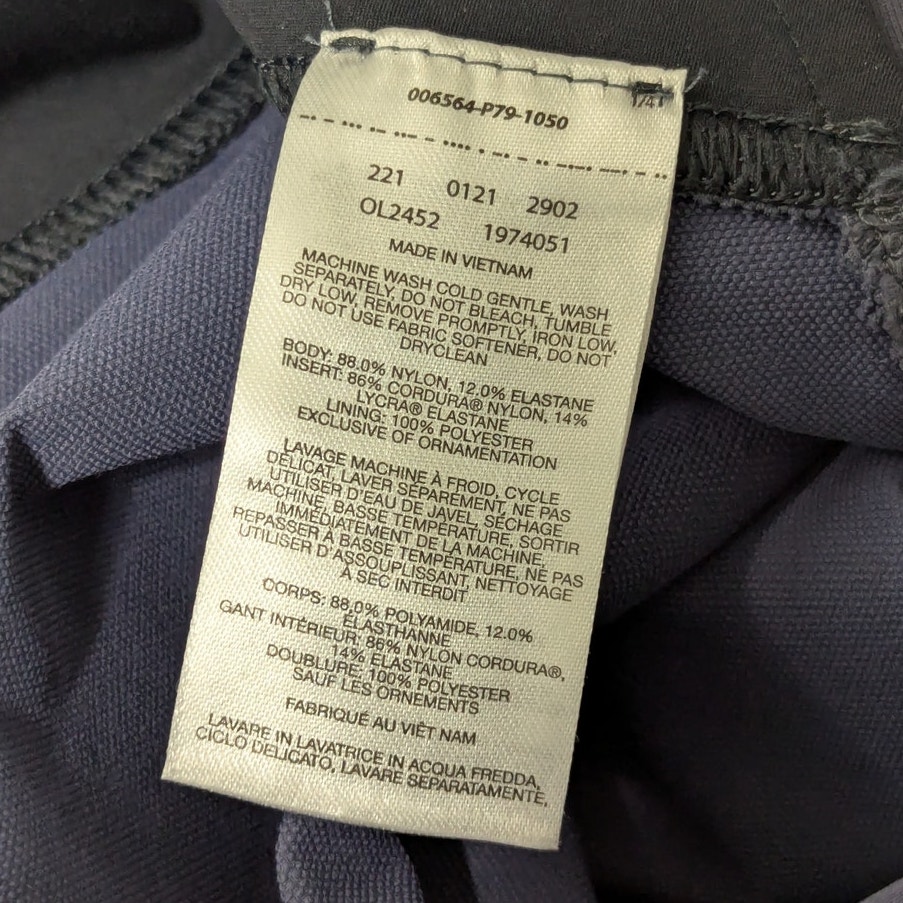 006564-P79-1050
221 0121 2902
OL2452 1974051
MADE IN VIETNAM
MACHINE WASH COLD GENTLE, WASH
SEPARATELY, DO NOT BLEACH, TUMBLE
DRY LOW, REMOVE PROMPTLY, IRON LOW,
DO NOT USE FABRIC SOFTENER, DO NOT
DRYCLEAN
BODY: 88.0% NYLON, 12.0% ELASTANE
INSERT: 86% CORDURA® NYLON, 14%
LYCRA® ELASTANE
LINING: 100% POLYESTER
EXCLUSIVE OF ORNAMENTATION
LAVAGE MACHINE À FROID, CYCLE
DÉLICAT, LAVER SÉPAREMENT, NE PAS
UTILISER D'EAU DE JAVEL, SÉCHAGE
MACHINE, BASSE TEMPÉRATURE, SORTIR
IMMÉDIATEMENT DE LA MACHINE,
REPASSER À BASSE TEMPÉRATURE, NE PAS
UTILISER D'ASSOUPLISSANT, NETTOYAGE
À SEC INTERDIT
CORPS: 88,0% POLYAMIDE, 12.0%
ÉLASTHANNE
GANT INTÉRIEUR: 86% NYLON CORDURA®,
14% ELASTANE
DOUBLURE: 100% POLYESTER
SAUF LES ORNEMENTS
FABRIQUÉ AU VIÊT NAM
LAVARE IN LAVATRICE IN ACQUA FREDDA,
CICLO DELICATO, LAVARE SEPARATAMENTE,